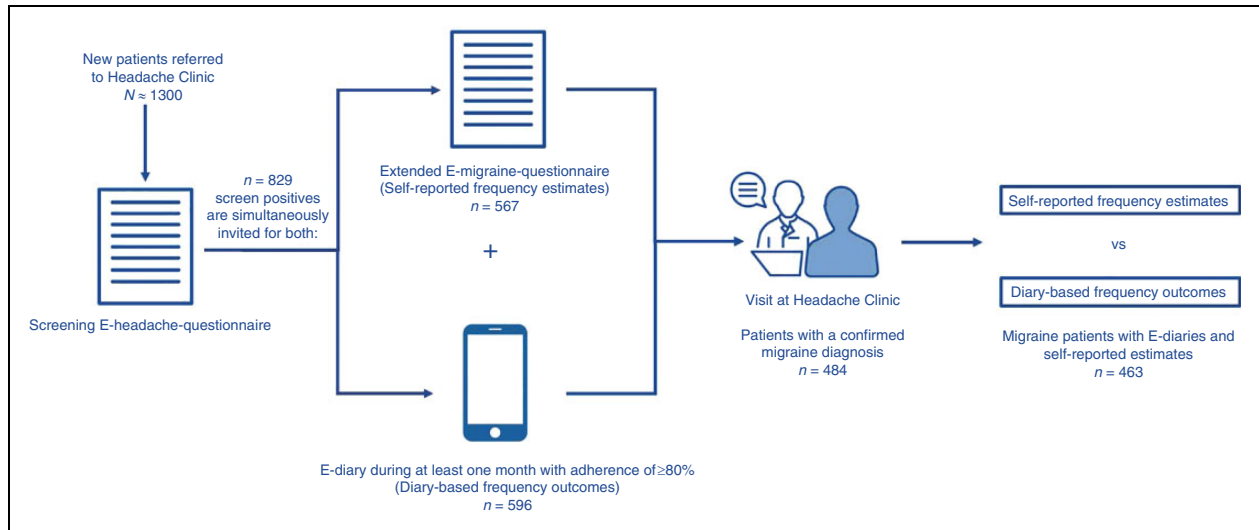 New patients referred
to Headache Clinic
N ≈ 1300
Screening E-headache-questionnaire
n = 829
screen positives
are simultaneously
invited for both:
Extended E-migraine-questionnaire
(Self-reported frequency estimates)
n = 567
+
E-diary during at least one month with adherence of ≥80%
(Diary-based frequency outcomes)
n = 596
Visit at Headache Clinic
Patients with a confirmed
migraine diagnosis
n = 484
Self-reported frequency estimates
vs
Diary-based frequency outcomes
Migraine patients with E-diaries and
self-reported estimates
n = 463